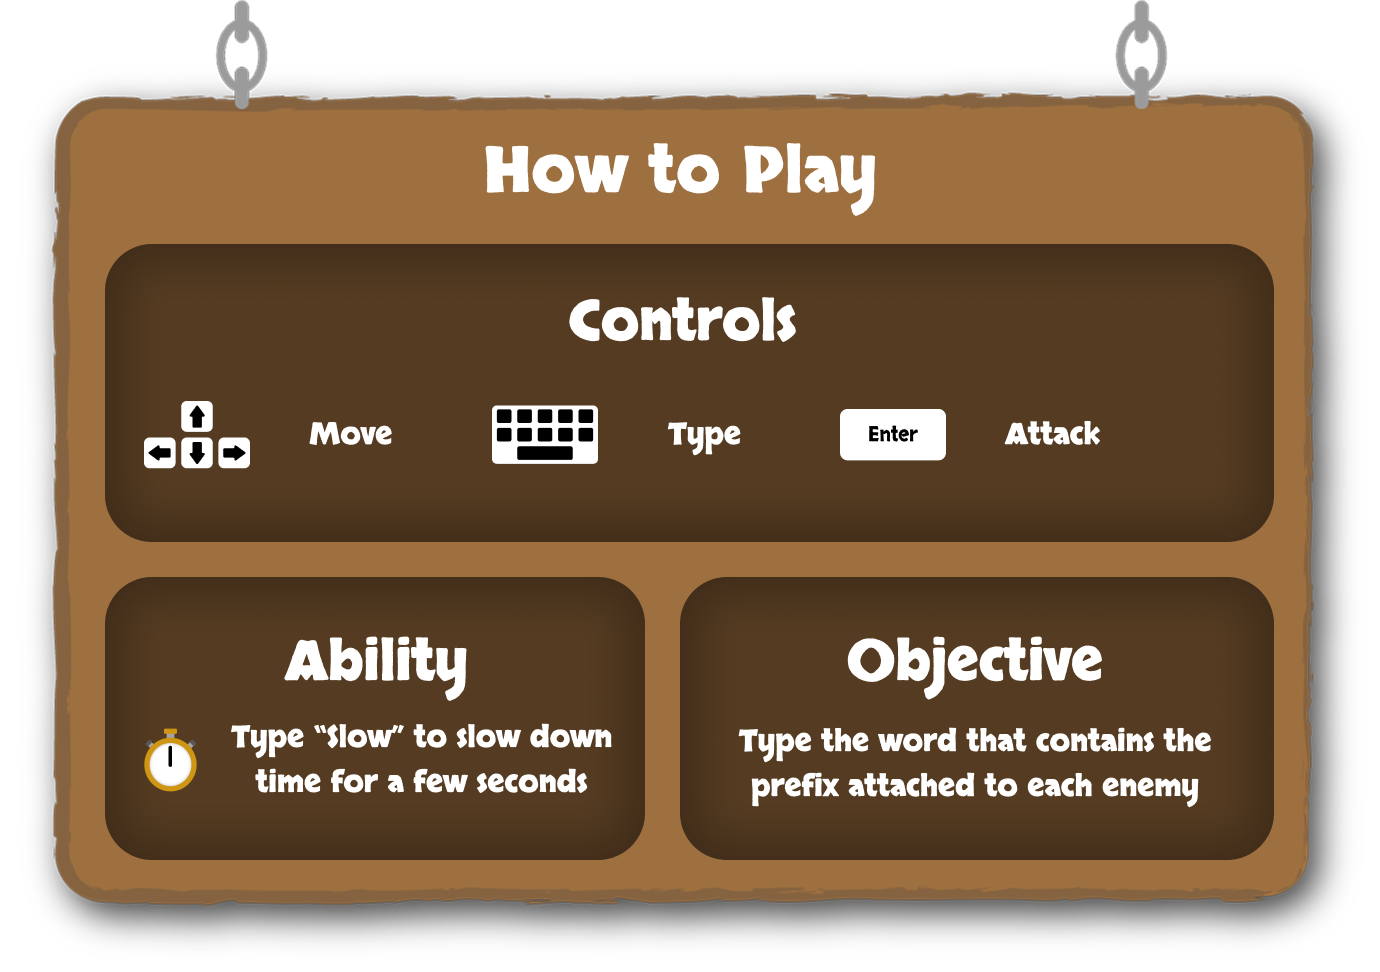 How to Play
Controls
Move
Type
Enter
Attack
Ability
Type “Slow” to slow down
time for a few seconds
Objective
Type the word that contains the
prefix attached to each enemy